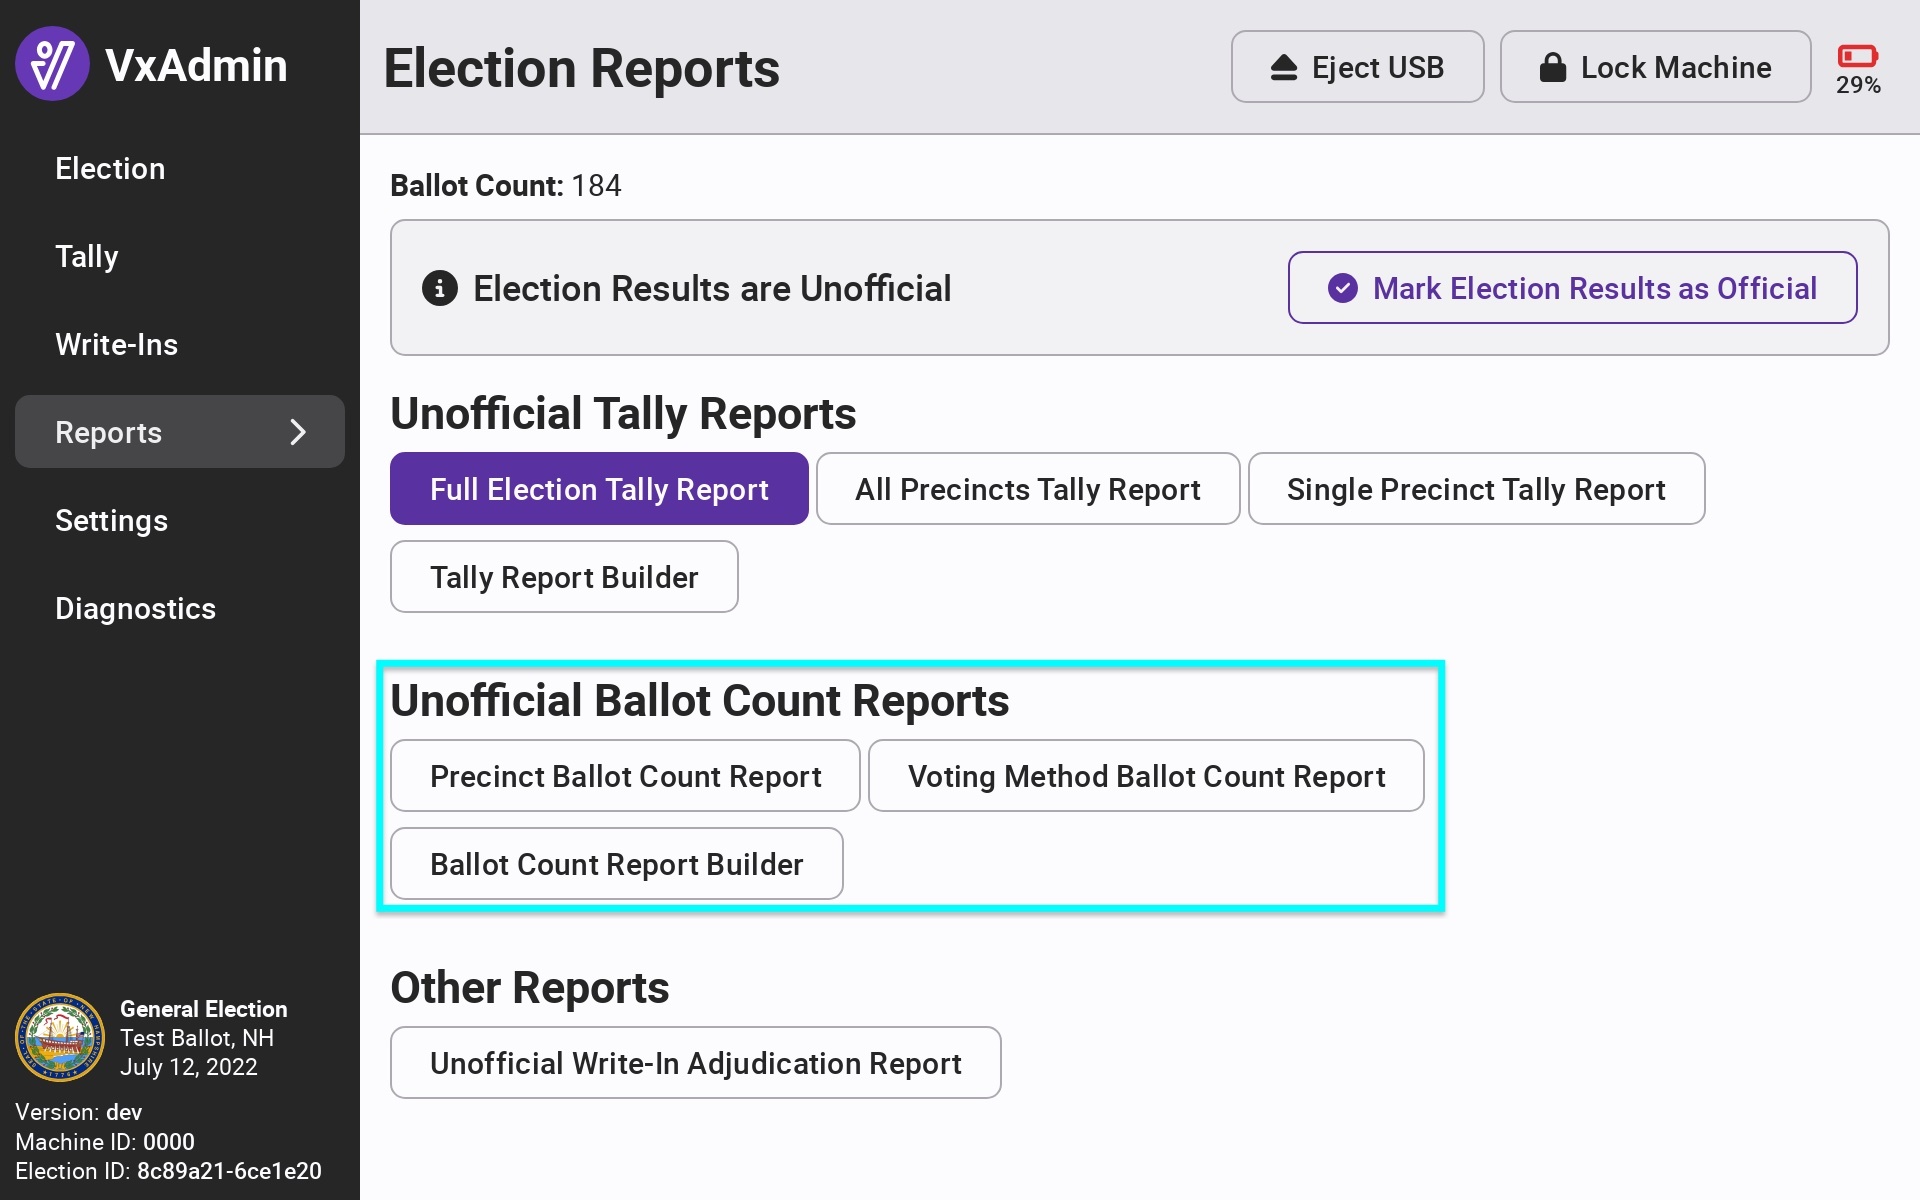 VxAdmin
Election
Tally
Write-Ins
Reports
Settings
Diagnostics
General Election
Test Ballot, NH
July 12, 2022
Version: dev
Machine ID: 0000
Election ID: 8c89a21-6ce1e20
Election Reports
Eject USB
Lock Machine
29%
Ballot Count: 184
Election Results are Unofficial
Mark Election Results as Official
Unofficial Tally Reports
Full Election Tally Report
All Precincts Tally Report
Single Precinct Tally Report
Tally Report Builder
Unofficial Ballot Count Reports
Precinct Ballot Count Report
Voting Method Ballot Count Report
Ballot Count Report Builder
Other Reports
Unofficial Write-In Adjudication Report